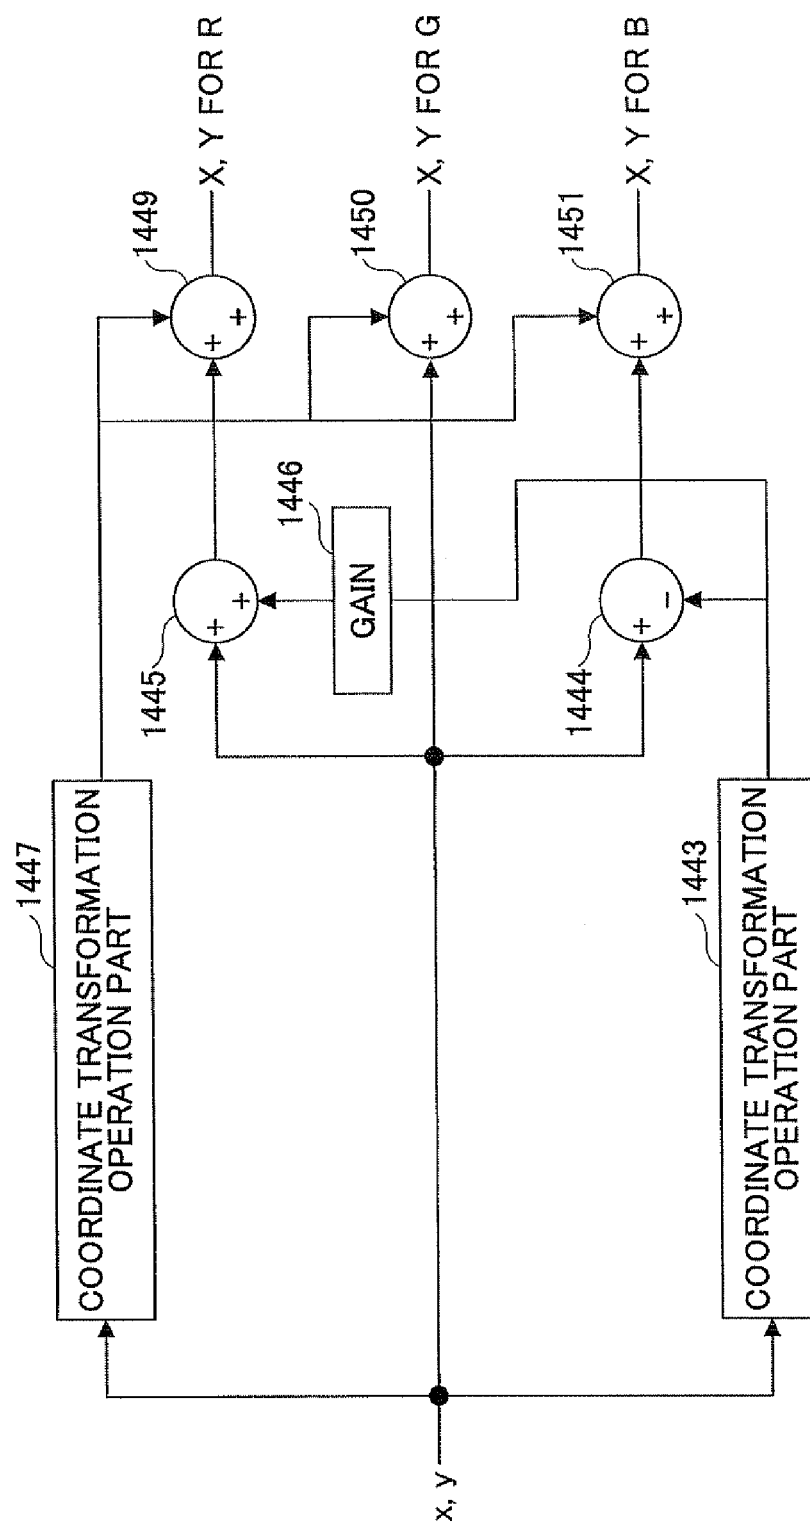 x, y
1447
COORDINATE TRANSFORMATION
OPERATION PART
1443
COORDINATE TRANSFORMATION
OPERATION PART
1445
+
+
1446
GAIN
1444
+
−
1449
+
+
X, Y FOR R
1450
+
+
X, Y FOR G
1451
+
+
X, Y FOR B